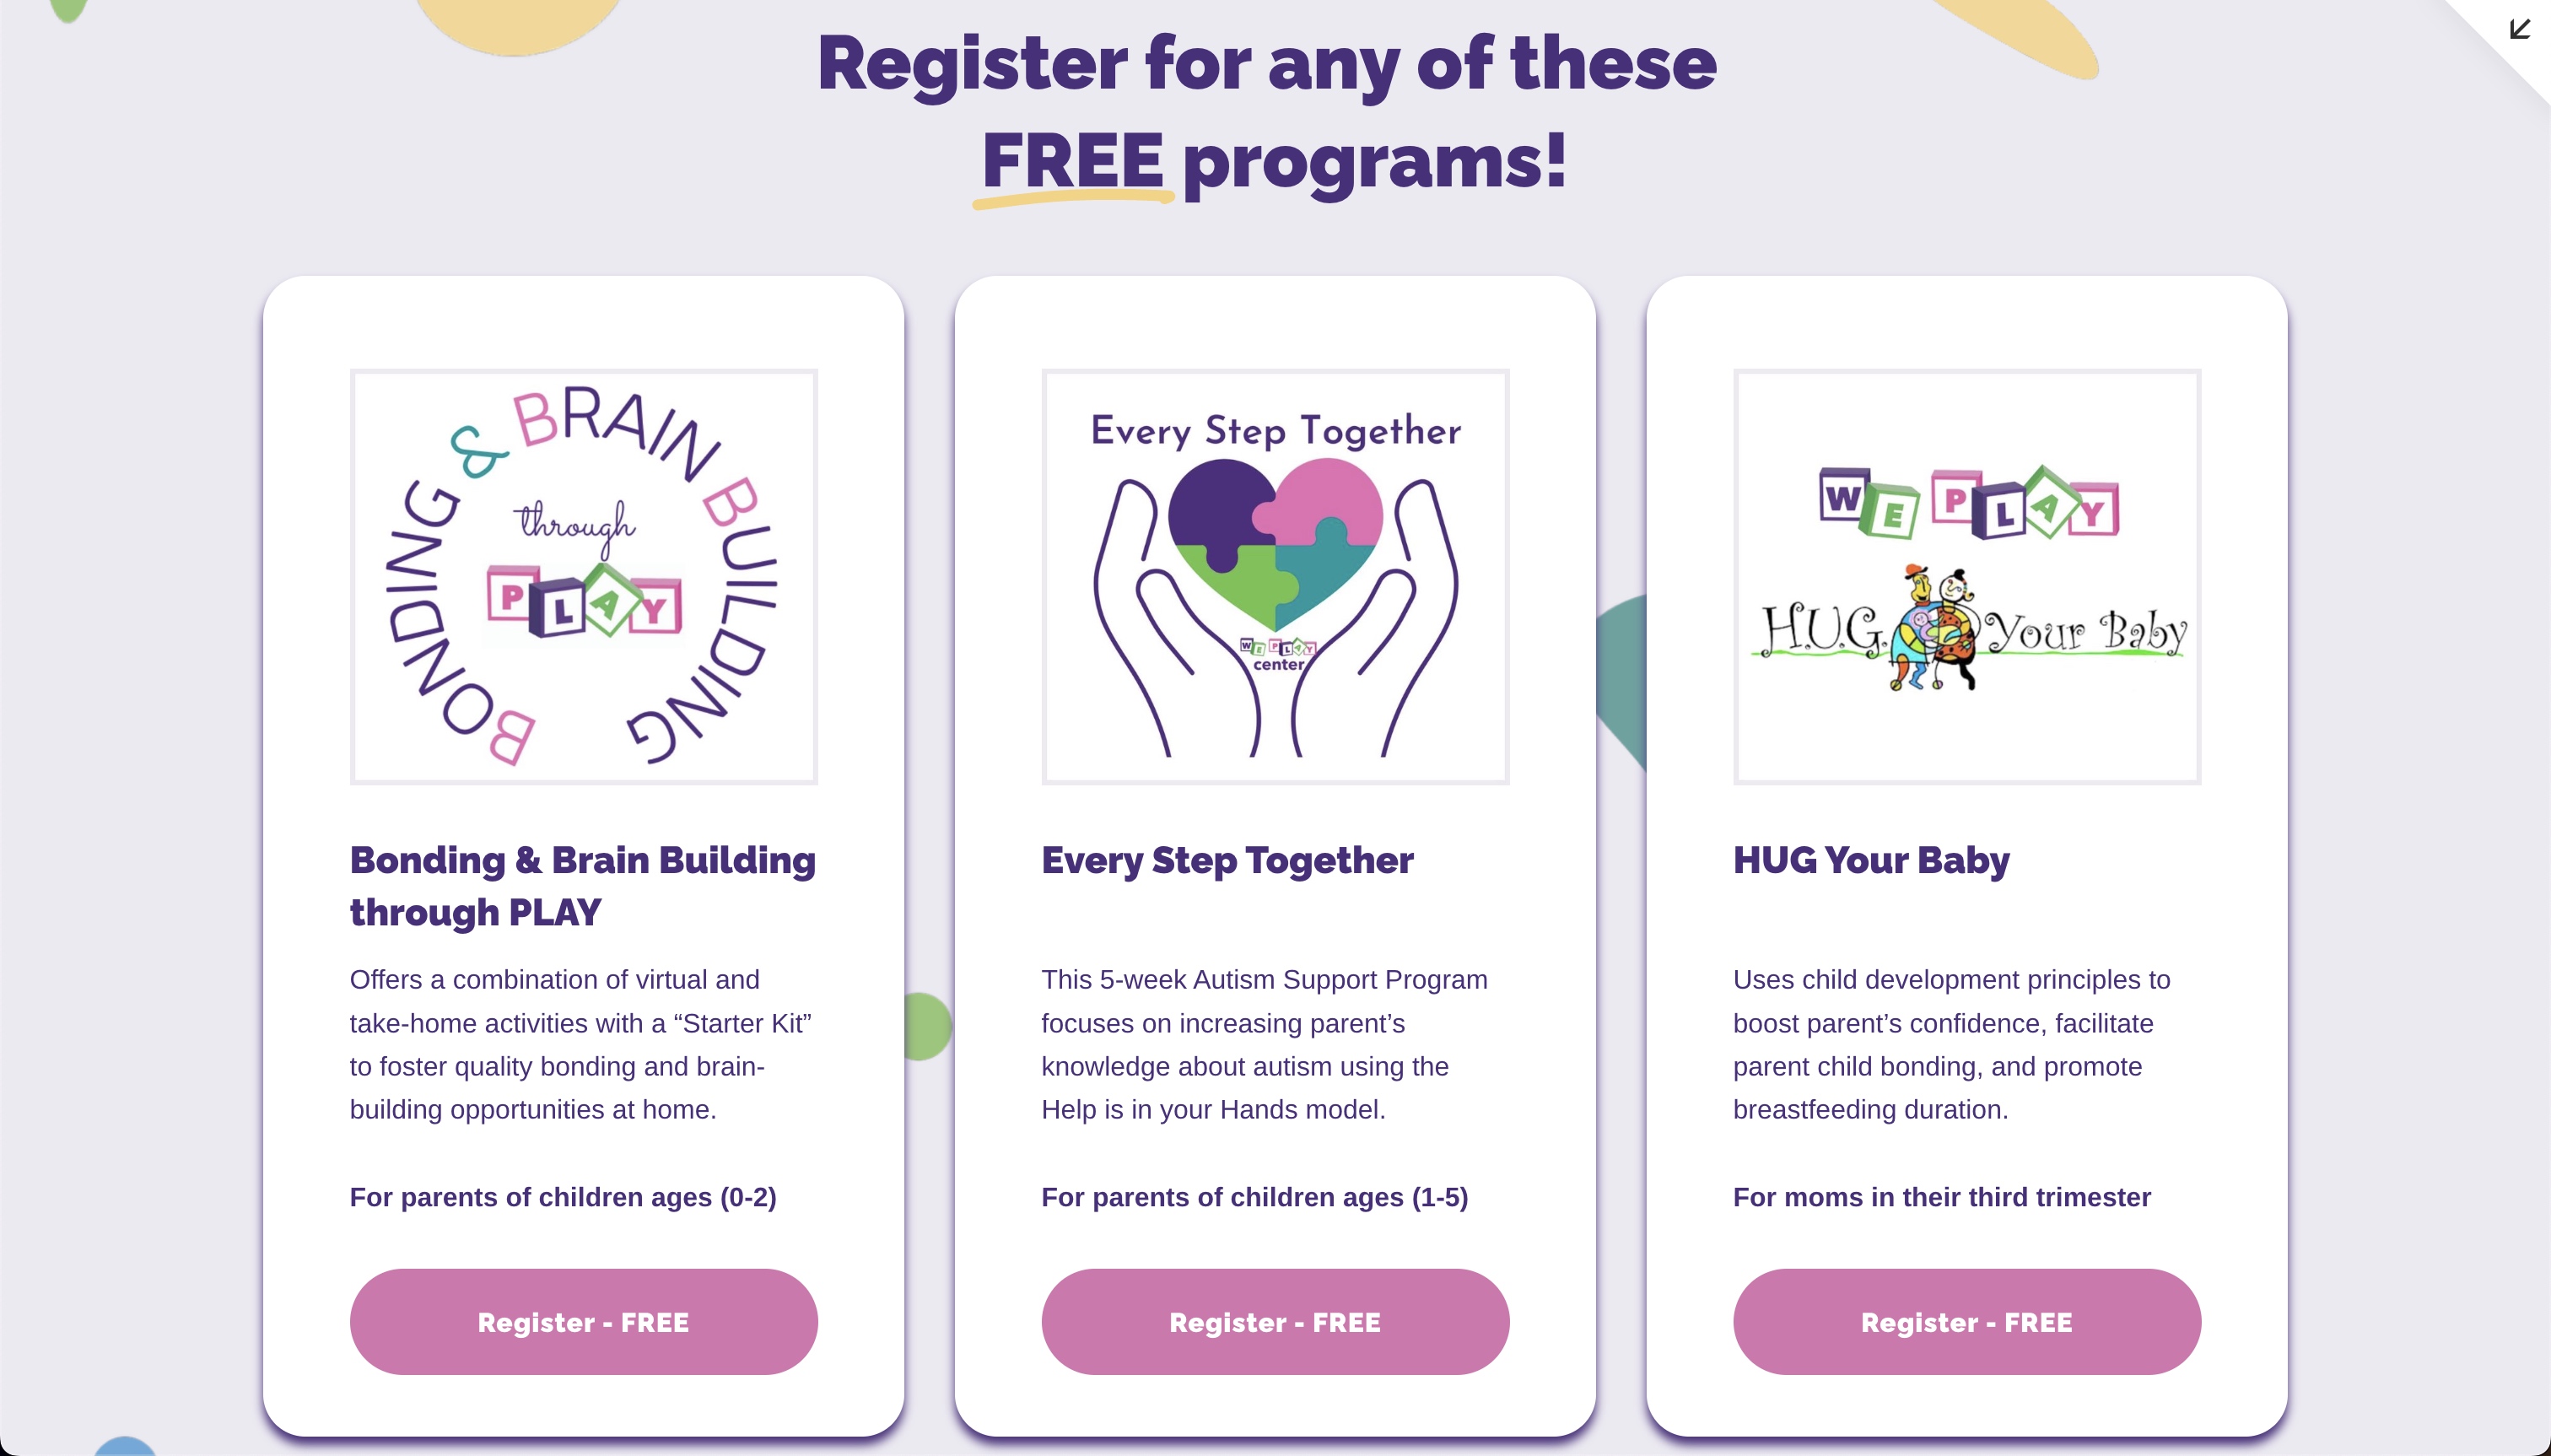 Register for any of these
FREE programs!
BONDING & BRAIN BUILDING
through
PLAY
Bonding & Brain Building
through PLAY
Offers a combination of virtual and
take-home activities with a “Starter Kit”
to foster quality bonding and brain-
building opportunities at home.
For parents of children ages (0-2)
Register - FREE
Every Step Together
WE PLAY
center
Every Step Together
This 5-week Autism Support Program
focuses on increasing parent’s
knowledge about autism using the
Help is in your Hands model.
For parents of children ages (1-5)
Register - FREE
WE PLAY
H.U.G. Your Baby
HUG Your Baby
Uses child development principles to
boost parent’s confidence, facilitate
parent child bonding, and promote
breastfeeding duration.
For moms in their third trimester
Register - FREE